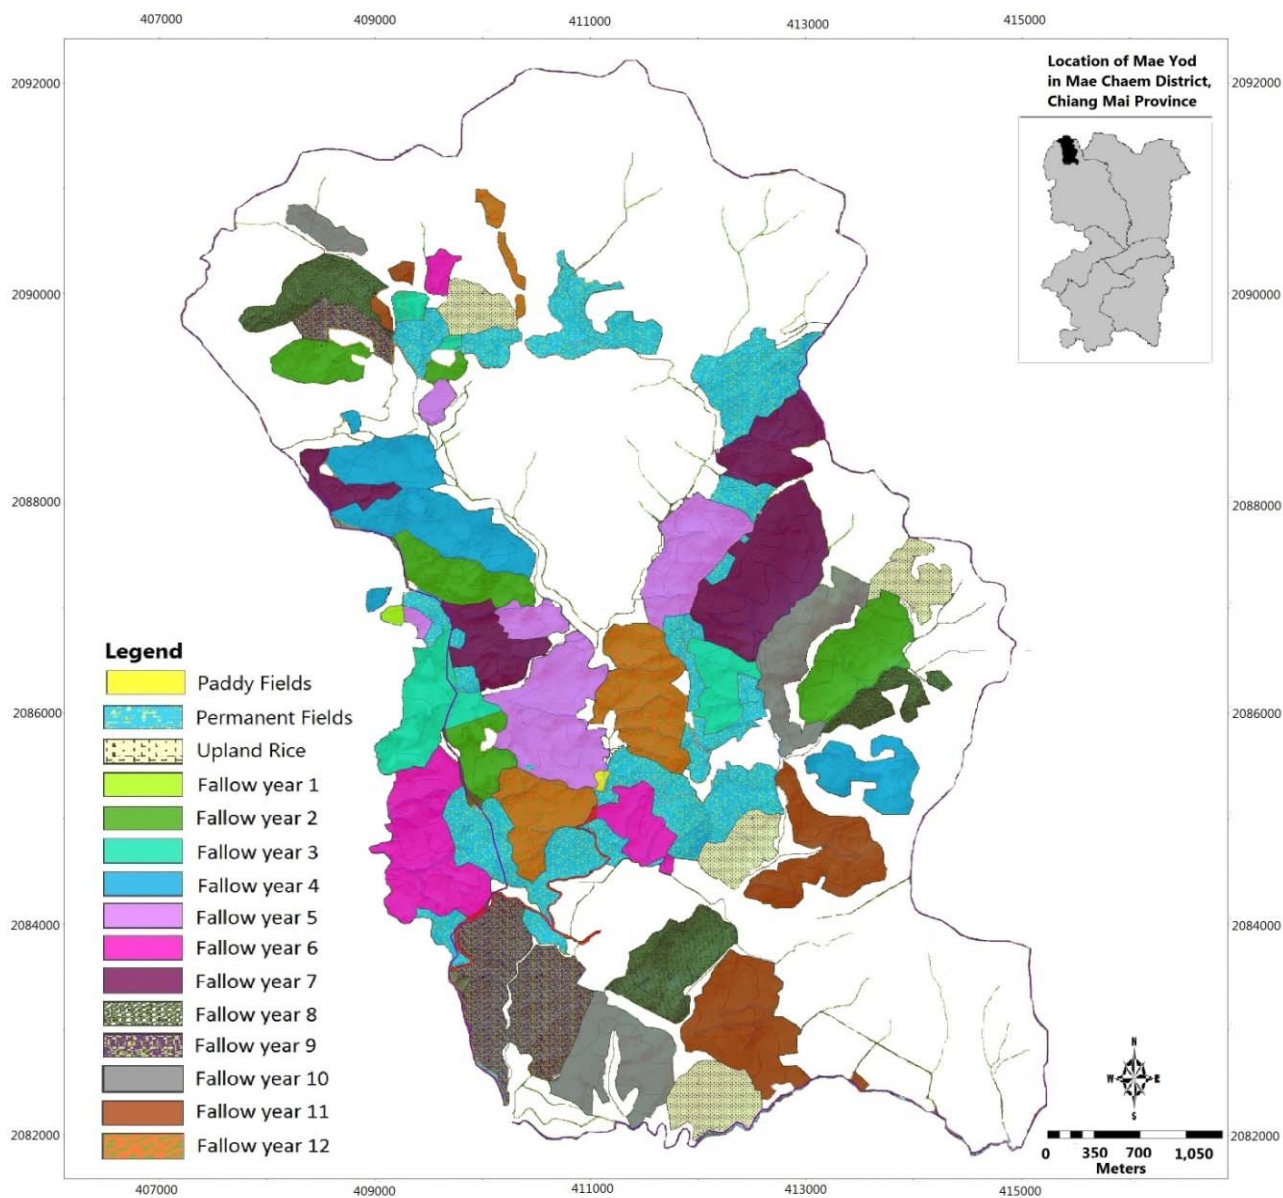 407000 409000 411000 413000 415000
Location of Mae Yod
in Mae Chaem District,
Chiang Mai Province
2092000 2092000
2090000 2090000
2088000 2088000
2086000 2086000
2084000 2084000
2082000 2082000
Legend
Paddy Fields
Permanent Fields
Upland Rice
Fallow year 1
Fallow year 2
Fallow year 3
Fallow year 4
Fallow year 5
Fallow year 6
Fallow year 7
Fallow year 8
Fallow year 9
Fallow year 10
Fallow year 11
Fallow year 12
N
W E
S
0 350 700 1,050
Meters
407000 409000 411000 413000 415000